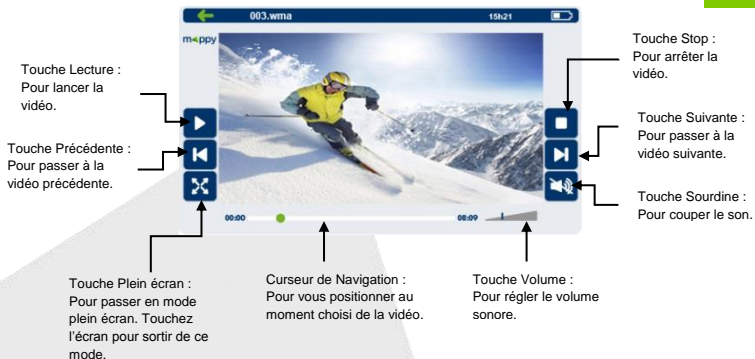 003.wma
15h21
mappy
Touche Lecture :
Pour lancer la
vidéo.
Touche Précédente :
Pour passer à la
vidéo précédente.
Touche Stop :
Pour arrêter la
vidéo.
Touche Suivante :
Pour passer à la
vidéo suivante.
Touche Sourdine :
Pour couper le son.
00:00
08:09
Touche Plein écran :
Pour passer en mode
plein écran. Touchez
l’écran pour sortir de ce
mode.
Curseur de Navigation :
Pour vous positionner au
moment choisi de la vidéo.
Touche Volume :
Pour régler le volume
sonore.